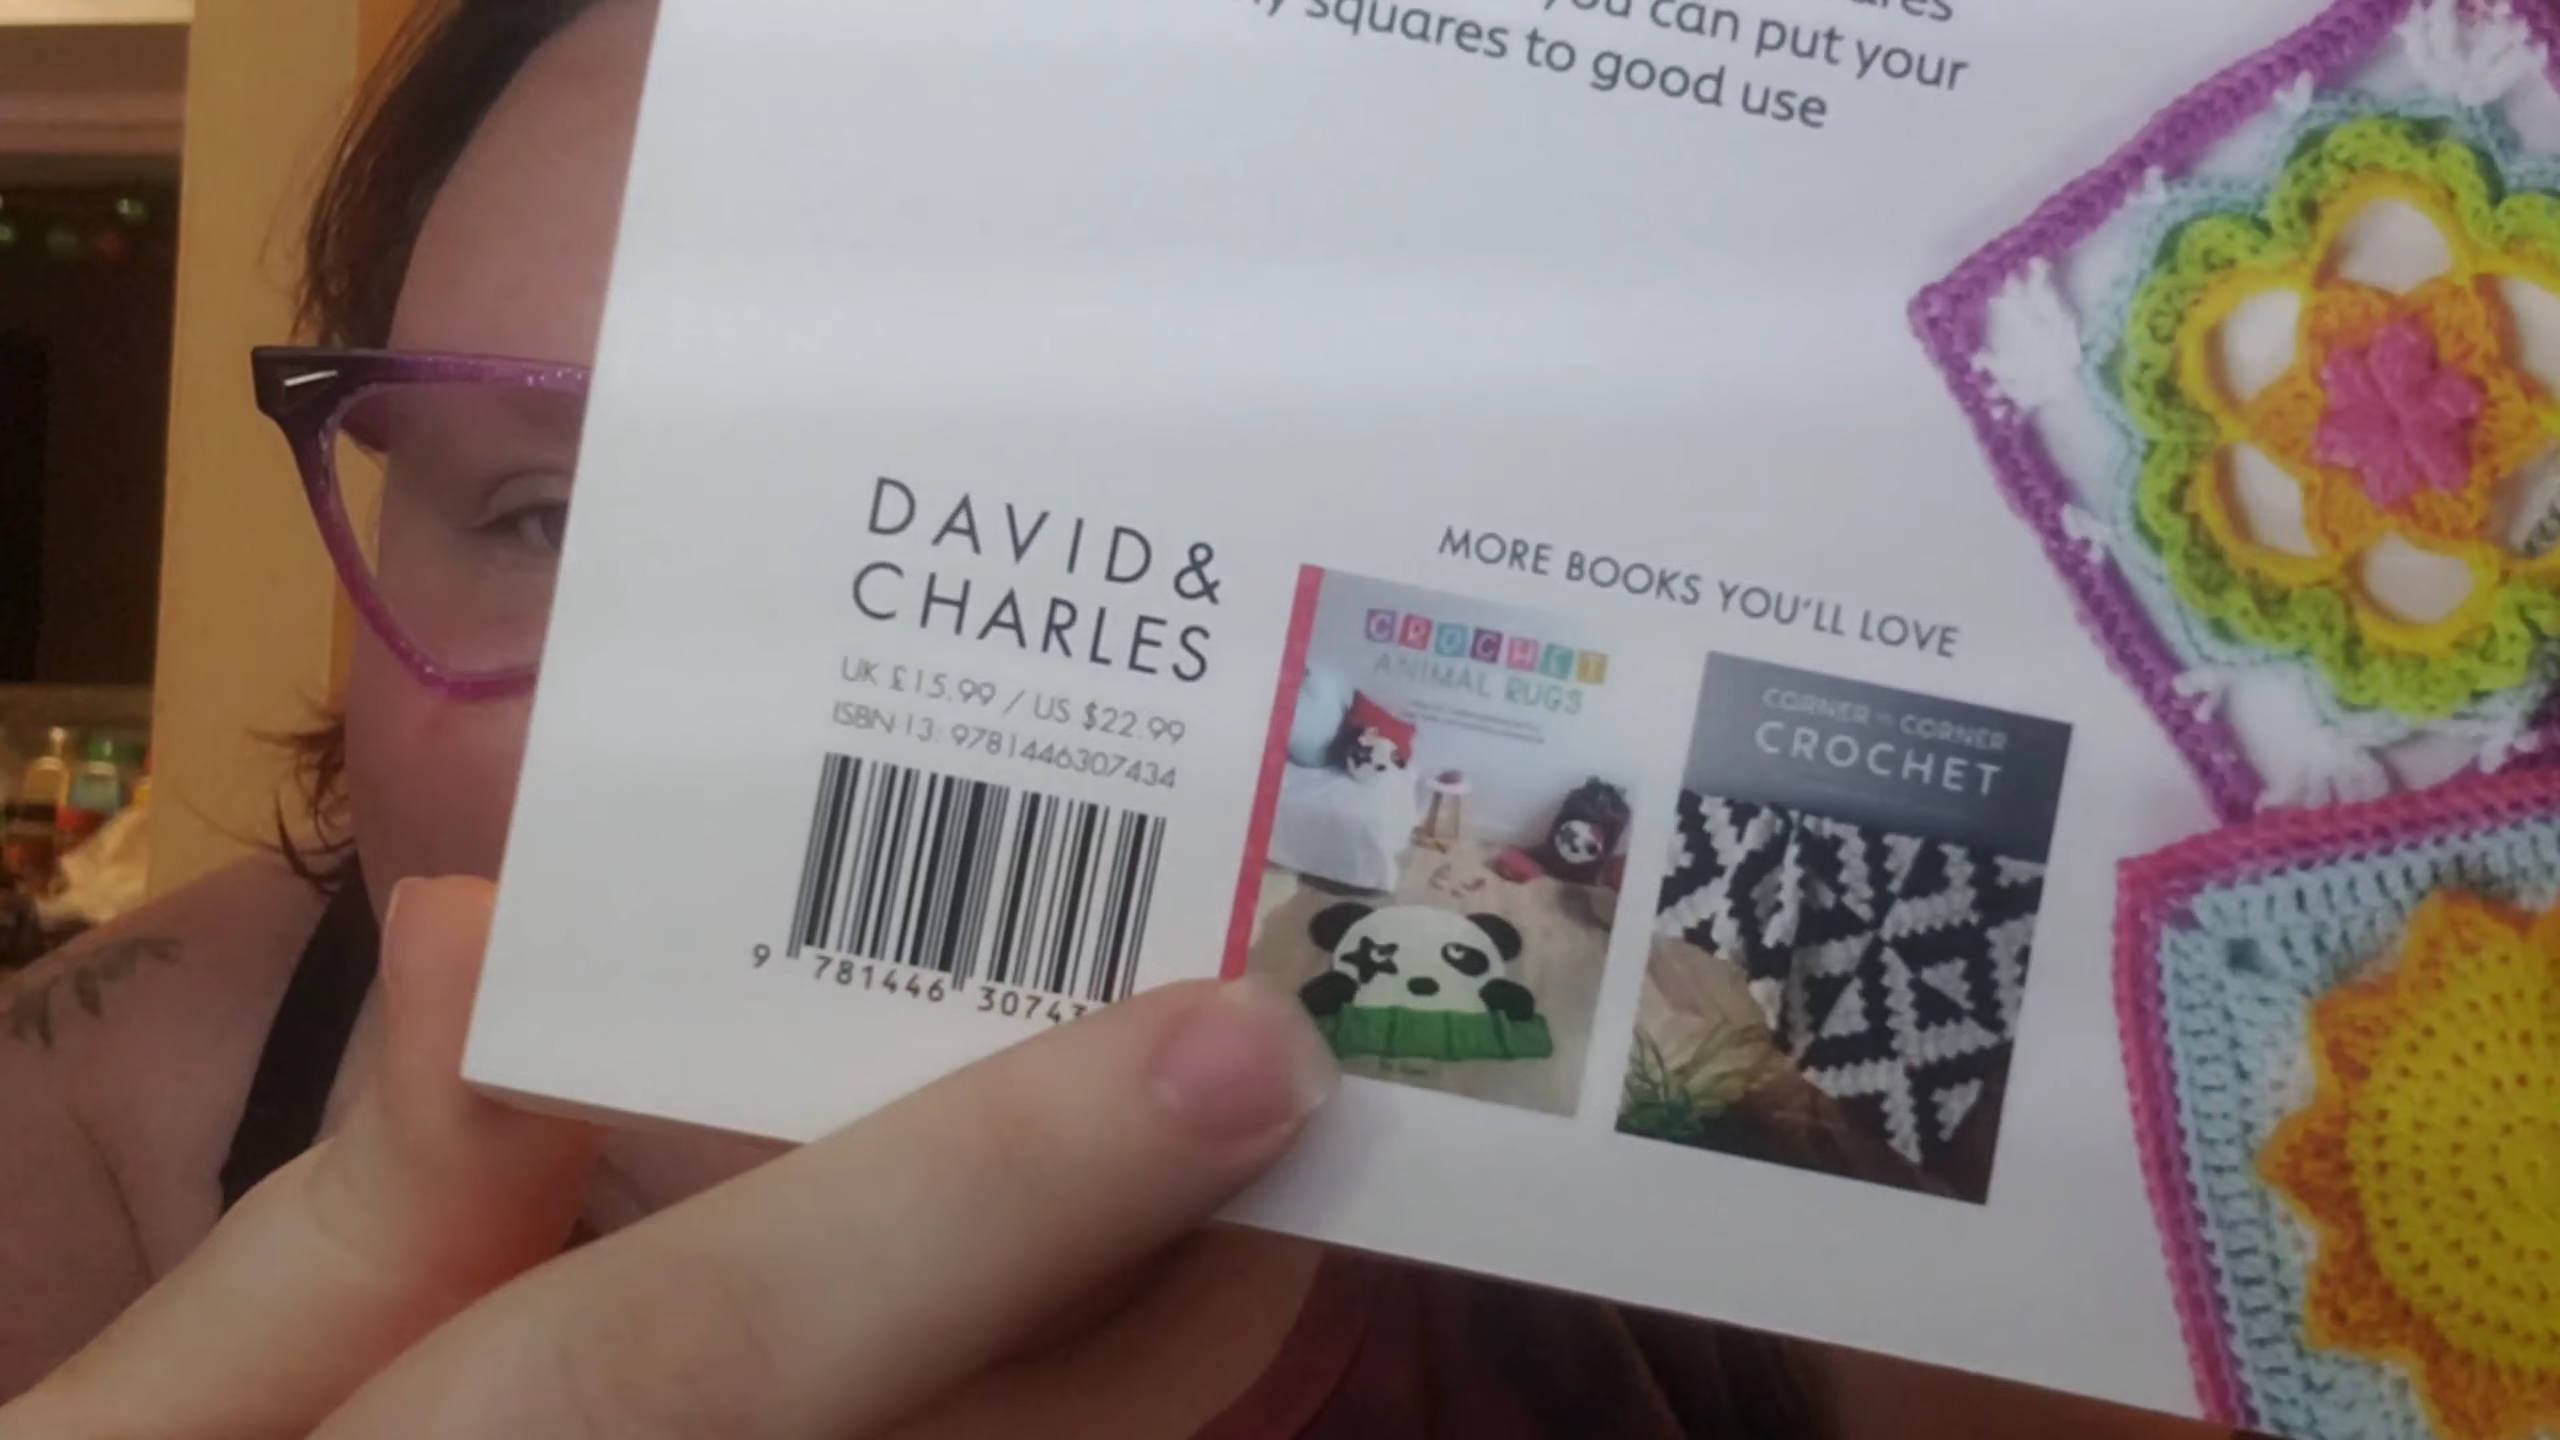 you can put your
squares to good use
DAVID &
CHARLES
UK £15.99 / US $22.99
ISBN 13: 9781446307434
9 781446 30743
MORE BOOKS YOU'LL LOVE
CROCHET
ANIMAL RUGS
CORNER TO CORNER
CROCHET